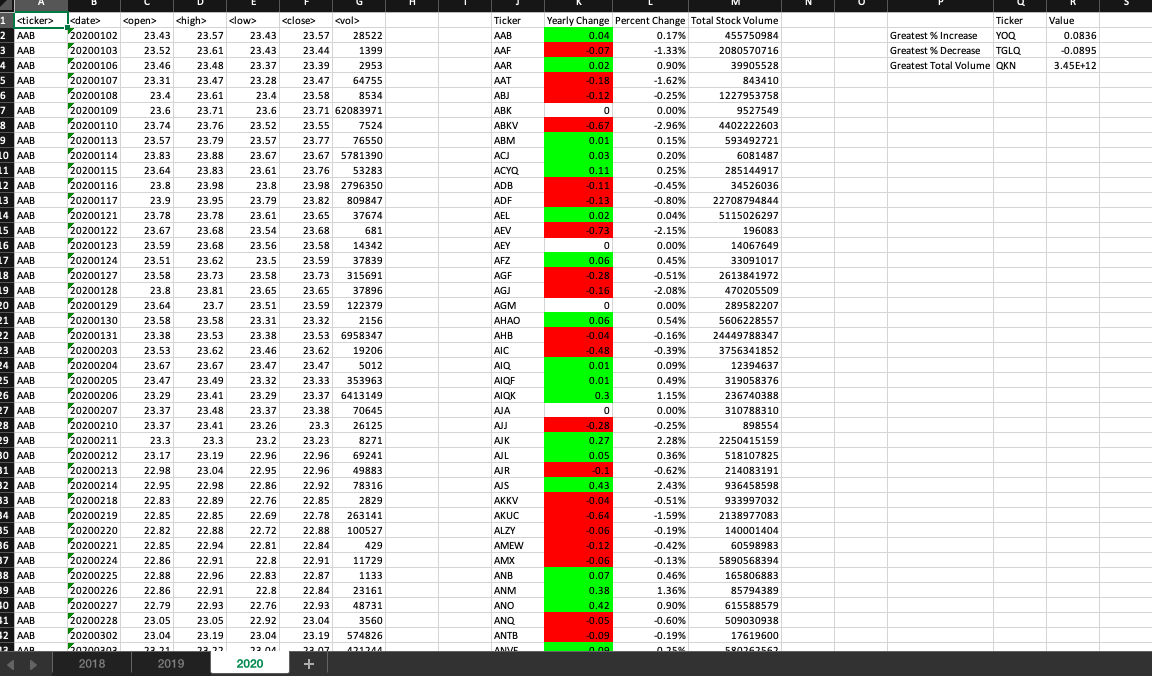 A B C D E F G H I J K L M N O P Q R S
1 <ticker> <date> <open> <high> <low> <close> <vol> Ticker Yearly Change Percent Change Total Stock Volume Ticker Value
2 AAB 20200102 23.43 23.57 23.43 23.57 28522 AAB 0.04 0.17% 455750984 Greatest % Increase YOQ 0.0836
3 AAB 20200103 23.52 23.61 23.44 23.44 1399 AAF -0.07 -1.33% 2080570716 Greatest % Decrease TGLQ -0.0895
4 AAB 20200106 23.46 23.48 23.37 23.39 2953 AAR 0.02 0.90% 39905528 Greatest Total Volume QKN 3.45E+12
5 AAB 20200107 23.31 23.47 23.28 23.47 64755 AAT -0.18 -1.62% 843410
6 AAB 20200108 23.4 23.61 23.4 23.58 8534 ABJ -0.12 -0.25% 1227953758
7 AAB 20200109 23.6 23.71 23.6 23.71 62083971 ABK 0 0.00% 9527549
8 AAB 20200110 23.74 23.76 23.52 23.55 7524 ABKV -0.67 -2.96% 4402222603
9 AAB 20200113 23.57 23.79 23.57 23.77 76550 ABM 0.01 0.15% 593492721
10 AAB 20200114 23.83 23.88 23.67 23.67 5781390 ACJ 0.03 0.20% 6081487
11 AAB 20200115 23.64 23.83 23.61 23.76 53283 ACYQ 0.11 0.25% 285144917
12 AAB 20200116 23.8 23.98 23.8 23.98 2796350 ADB -0.11 -0.45% 34526036
13 AAB 20200117 23.9 23.95 23.79 23.82 809847 ADF -0.13 -0.80% 22708794844
14 AAB 20200121 23.78 23.78 23.61 23.65 37674 AEL 0.02 0.04% 5115026297
15 AAB 20200122 23.67 23.68 23.54 23.68 681 AEV -0.73 -2.15% 196083
16 AAB 20200123 23.59 23.68 23.56 23.58 14342 AEY 0 0.00% 14067649
17 AAB 20200124 23.51 23.62 23.5 23.59 37839 AFZ 0.06 0.45% 33091017
18 AAB 20200127 23.58 23.73 23.58 23.73 315691 AGF -0.28 -0.51% 2613841972
19 AAB 20200128 23.8 23.81 23.65 23.65 37896 AGJ -0.16 -2.08% 470205509
20 AAB 20200129 23.64 23.7 23.51 23.59 122379 AGM 0 0.00% 289582207
21 AAB 20200130 23.58 23.58 23.31 23.32 2156 AHAO 0.06 0.54% 5606228557
22 AAB 20200131 23.38 23.53 23.38 23.53 6958347 AHB -0.04 -0.16% 24449788347
23 AAB 20200203 23.53 23.62 23.46 23.62 19206 AIC -0.48 -0.39% 3756341852
24 AAB 20200204 23.67 23.67 23.47 23.47 5012 AIQ 0.01 0.09% 12394637
25 AAB 20200205 23.47 23.49 23.32 23.33 353963 AIQF 0.01 0.49% 319058376
26 AAB 20200206 23.29 23.41 23.29 23.37 6413149 AIQK 0.3 1.15% 236740388
27 AAB 20200207 23.37 23.48 23.37 23.38 70645 AJA 0 0.00% 310788310
28 AAB 20200210 23.37 23.41 23.26 23.3 26125 AJJ -0.28 -0.25% 898554
29 AAB 20200211 23.3 23.3 23.2 23.23 8271 AJK 0.27 2.28% 2250415159
30 AAB 20200212 23.17 23.19 22.96 22.96 69241 AJL 0.05 0.36% 518107825
31 AAB 20200213 22.98 23.04 22.95 22.96 49883 AJR -0.1 -0.62% 214083191
32 AAB 20200214 22.95 22.98 22.86 22.92 78316 AJS 0.43 2.43% 936458598
33 AAB 20200218 22.83 22.89 22.76 22.85 2829 AKKV -0.04 -0.51% 933997032
34 AAB 20200219 22.85 22.85 22.69 22.78 263141 AKUC -0.64 -1.59% 2138977083
35 AAB 20200220 22.82 22.88 22.72 22.88 100527 ALZY -0.06 -0.19% 140001404
36 AAB 20200221 22.85 22.94 22.81 22.84 429 AMEW -0.12 -0.42% 60598983
37 AAB 20200224 22.86 22.91 22.8 22.91 11729 AMX -0.06 -0.13% 5890568394
38 AAB 20200225 22.88 22.96 22.83 22.87 1133 ANB 0.07 0.46% 165806883
39 AAB 20200226 22.86 22.91 22.8 22.84 23161 ANM 0.38 1.36% 85794389
40 AAB 20200227 22.79 22.93 22.76 22.93 48731 ANO 0.42 0.90% 615588579
41 AAB 20200228 22.91 23.05 22.92 23.04 3560 ANQ -0.05 -0.60% 509030938
42 AAB 20200302 23.04 23.19 23.04 23.19 574826 ANTB -0.09 -0.19% 17619600
2018 2019 2020 +